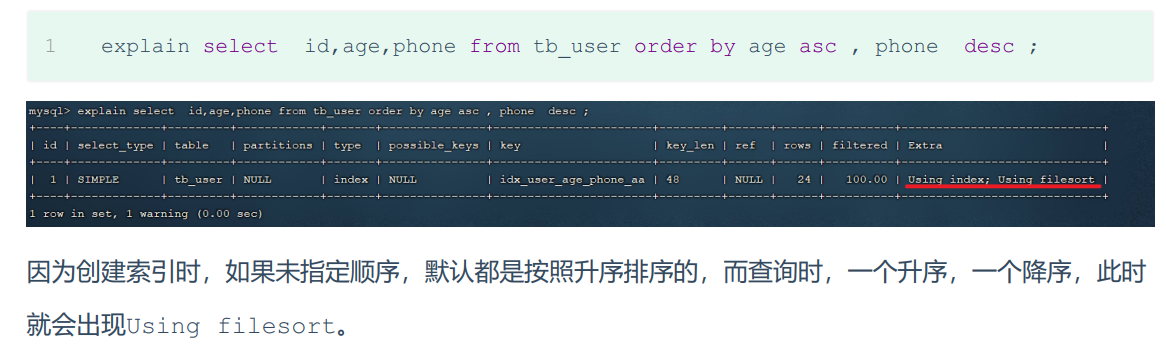 1 explain select  id,age,phone from tb_user order by age asc , phone  desc ;
mysql> explain select  id,age,phone from tb_user order by age asc , phone  desc ;
+----+-------------+---------+------------+-------+---------------+----------------------+---------+------+------+----------+-----------------------------+
| id | select_type | table   | partitions | type  | possible_keys | key                  | key_len | ref  | rows | filtered | Extra                       |
+----+-------------+---------+------------+-------+---------------+----------------------+---------+------+------+----------+-----------------------------+
|  1 | SIMPLE      | tb_user | NULL       | index | NULL          | idx_user_age_phone_aa | 48      | NULL |   24 |   100.00 | Using index; Using filesort |
+----+-------------+---------+------------+-------+---------------+----------------------+---------+------+------+----------+-----------------------------+
1 row in set, 1 warning (0.00 sec)
因为创建索引时，如果未指定顺序，默认都是按照升序排序的，而查询时，一个升序，一个降序，此时
就会出现Using filesort。